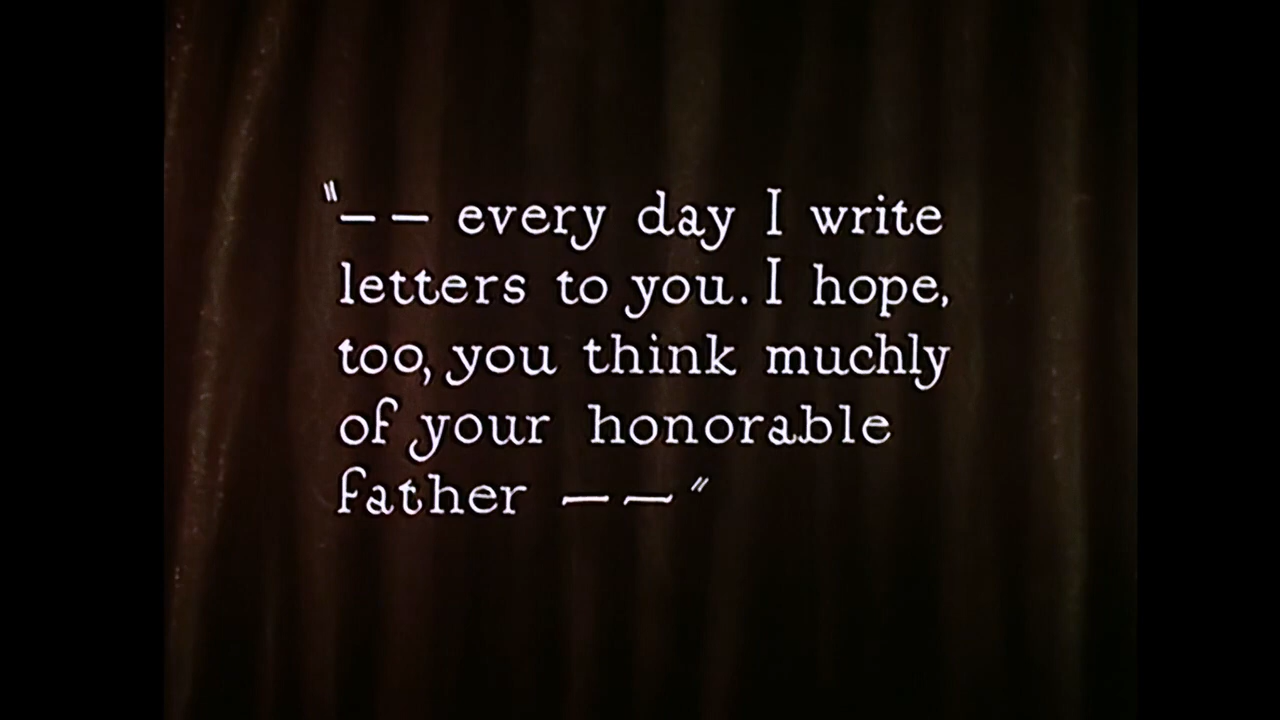 "— — every day I write
letters to you. I hope,
too, you think muchly
of your honorable
father — —"